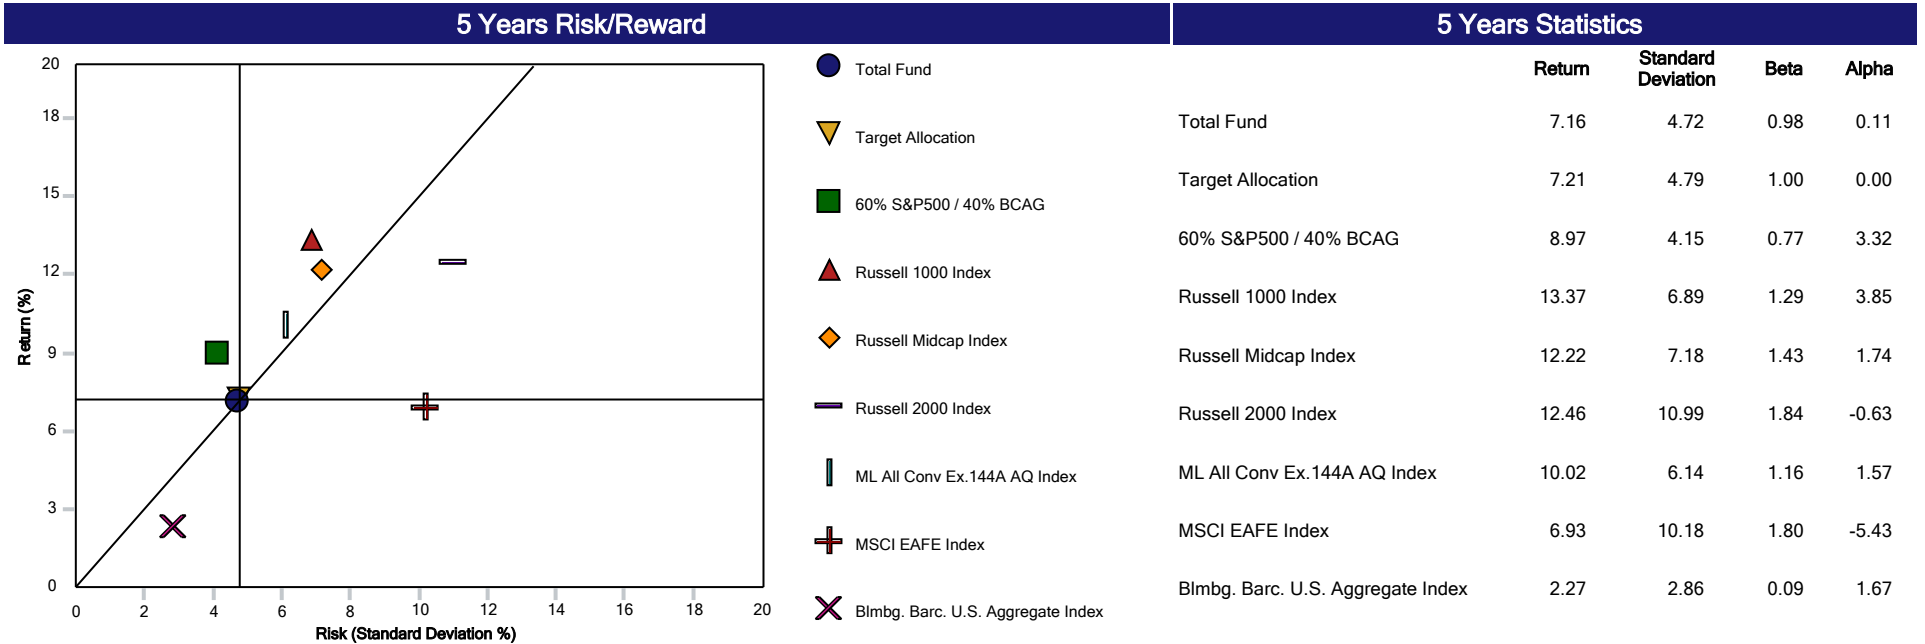 5 Years Risk/Reward
5 Years Statistics
20
18
15
12
9
6
3
0
Return (%)
0 2 4 6 8 10 12 14 16 18 20
Risk (Standard Deviation %)
Total Fund
Target Allocation
60% S&P500 / 40% BCAG
Russell 1000 Index
Russell Midcap Index
Russell 2000 Index
ML All Conv Ex.144A AQ Index
MSCI EAFE Index
Blmbg. Barc. U.S. Aggregate Index
Return Standard Deviation Beta Alpha
Total Fund 7.16 4.72 0.98 0.11
Target Allocation 7.21 4.79 1.00 0.00
60% S&P500 / 40% BCAG 8.97 4.15 0.77 3.32
Russell 1000 Index 13.37 6.89 1.29 3.85
Russell Midcap Index 12.22 7.18 1.43 1.74
Russell 2000 Index 12.46 10.99 1.84 -0.63
ML All Conv Ex.144A AQ Index 10.02 6.14 1.16 1.57
MSCI EAFE Index 6.93 10.18 1.80 -5.43
Blmbg. Barc. U.S. Aggregate Index 2.27 2.86 0.09 1.67